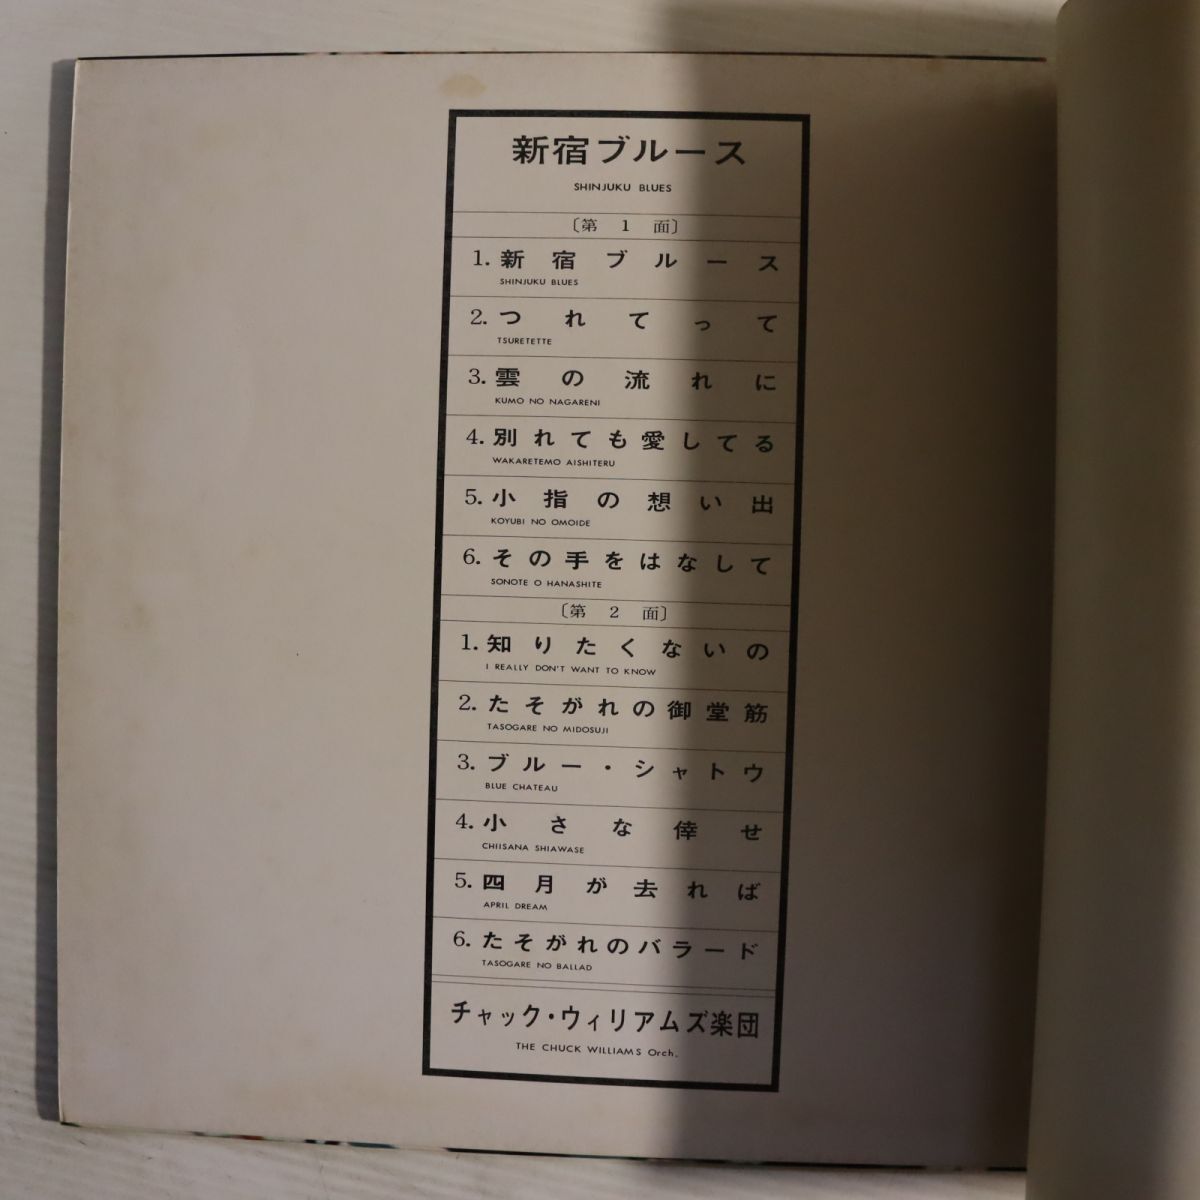 新宿ブルース
SHINJUKU BLUES
〔第 1 面〕
1. 新宿ブルース
SHINJUKU BLUES
2. つれてって
TSURETETTE
3. 雲の流れに
KUMO NO NAGARENI
4. 別れても愛してる
WAKARETEMO AISHITERU
5. 小指の想い出
KOYUBI NO OMOIDE
6. その手をはなして
SONOTE O HANASHITE
〔第 2 面〕
1. 知りたくないの
I REALLY DON'T WANT TO KNOW
2. たそがれの御堂筋
TASOGARE NO MIDOSUJI
3. ブルー・シャトウ
BLUE CHATEAU
4. 小さな倖せ
CHIISANA SHIAWASE
5. 四月が去れば
APRIL DREAM
6. たそがれのバラード
TASOGARE NO BALLAD
チャック・ウィリアムズ楽団
THE CHUCK WILLIAMS Orch.